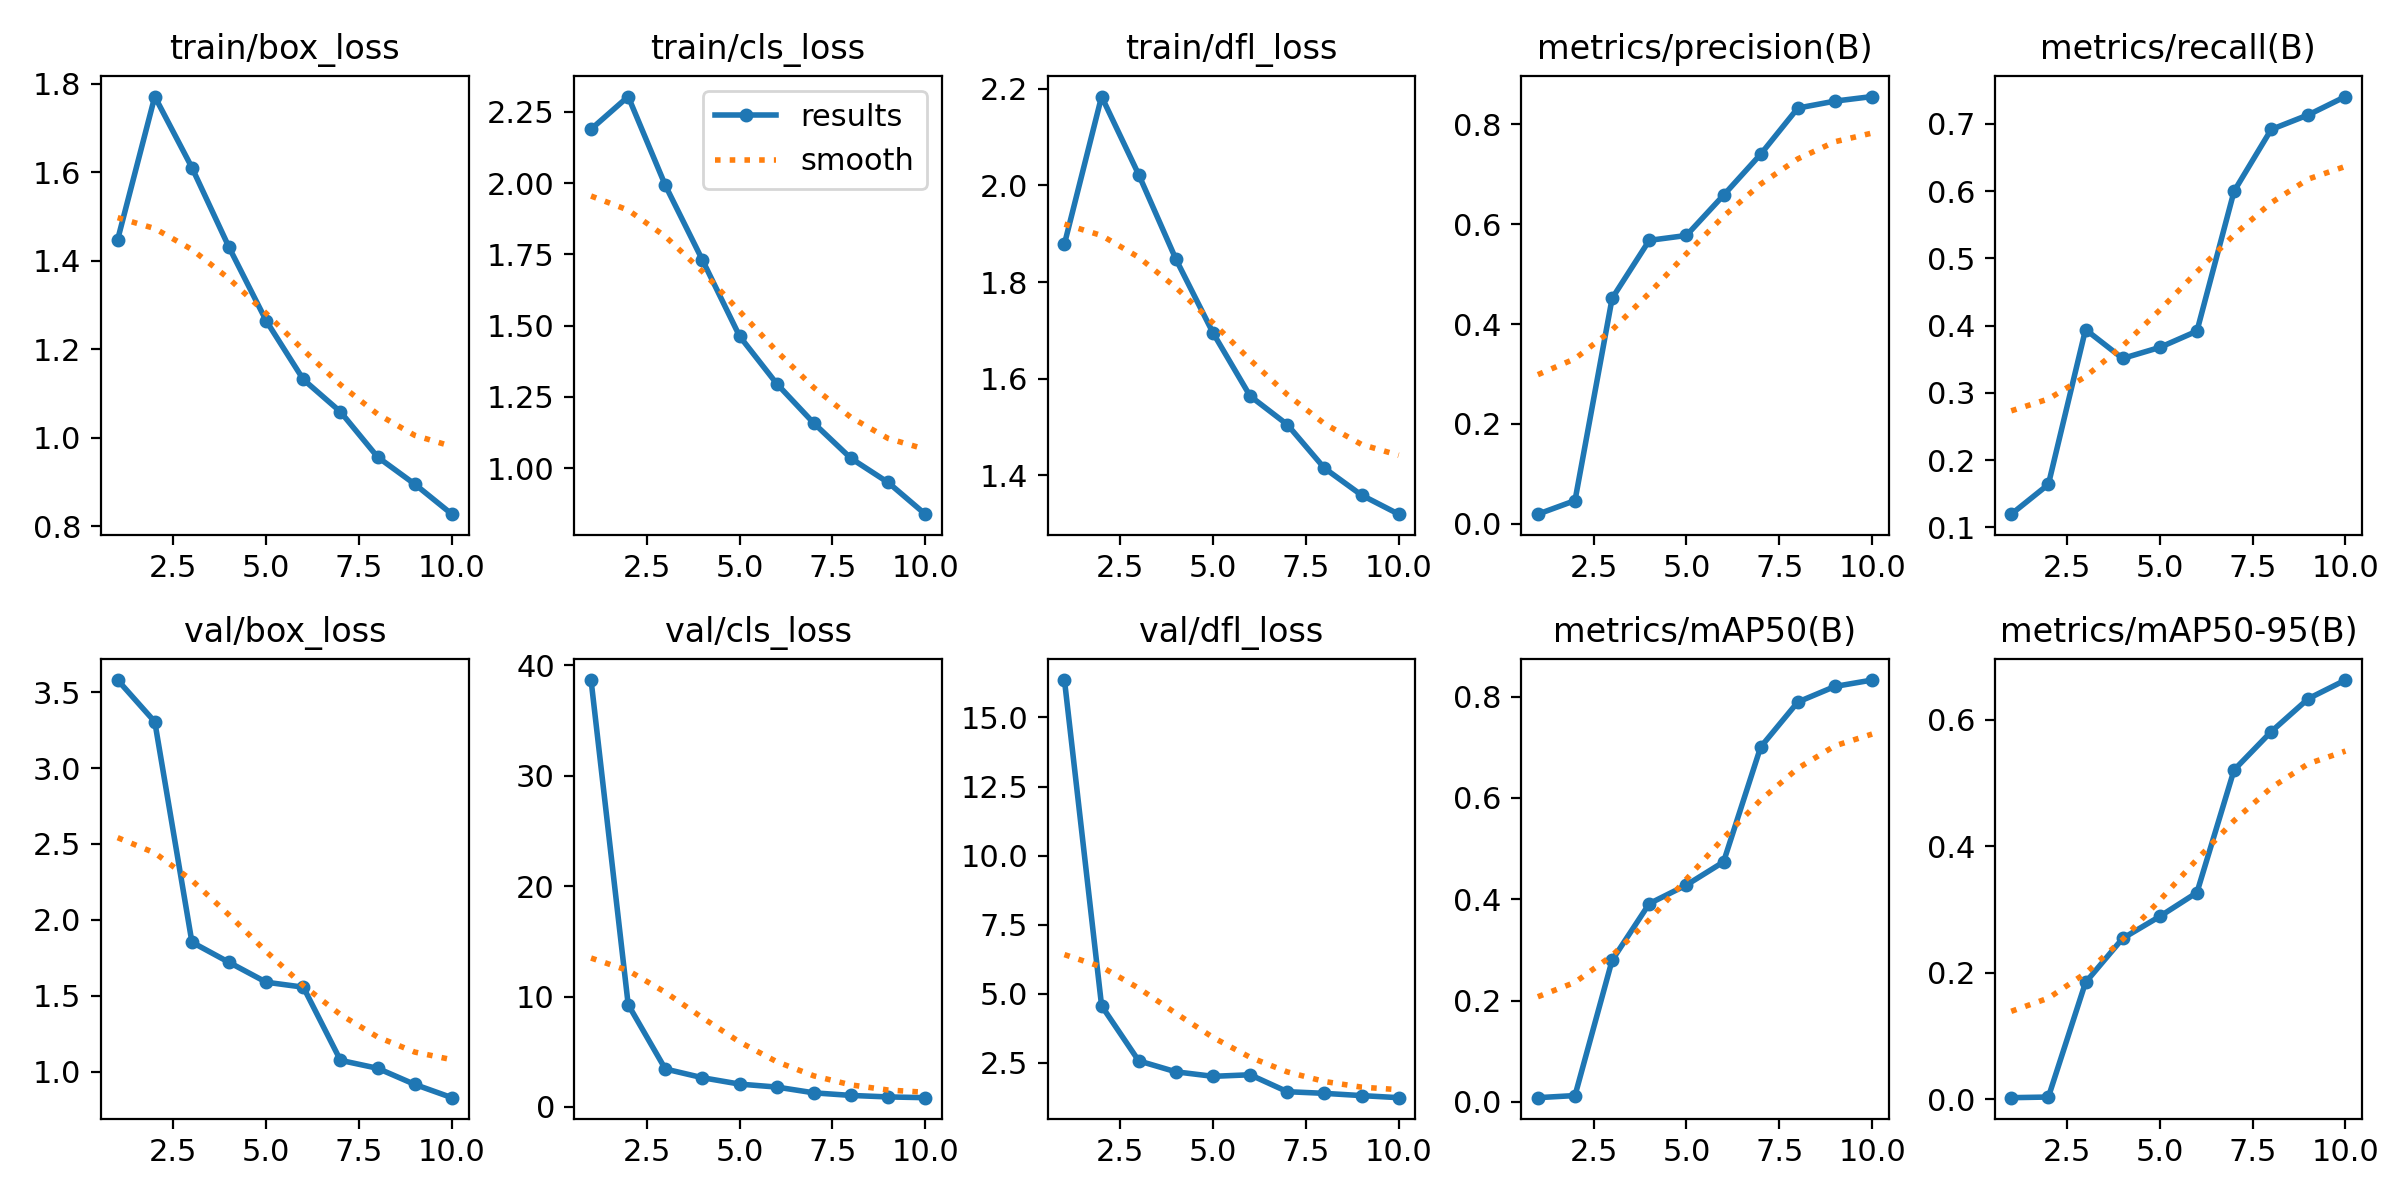 train/box_loss
train/cls_loss
train/dfl_loss
metrics/precision(B)
metrics/recall(B)
1.8
1.6
1.4
1.2
1.0
0.8
2.5 5.0 7.5 10.0
2.25
2.00
1.75
1.50
1.25
1.00
results
smooth
2.5 5.0 7.5 10.0
2.2
2.0
1.8
1.6
1.4
2.5 5.0 7.5 10.0
0.8
0.6
0.4
0.2
0.0
2.5 5.0 7.5 10.0
0.7
0.6
0.5
0.4
0.3
0.2
0.1
2.5 5.0 7.5 10.0
val/box_loss
val/cls_loss
val/dfl_loss
metrics/mAP50(B)
metrics/mAP50-95(B)
3.5
3.0
2.5
2.0
1.5
1.0
2.5 5.0 7.5 10.0
40
30
20
10
0
2.5 5.0 7.5 10.0
15.0
12.5
10.0
7.5
5.0
2.5
2.5 5.0 7.5 10.0
0.8
0.6
0.4
0.2
0.0
2.5 5.0 7.5 10.0
0.6
0.4
0.2
0.0
2.5 5.0 7.5 10.0